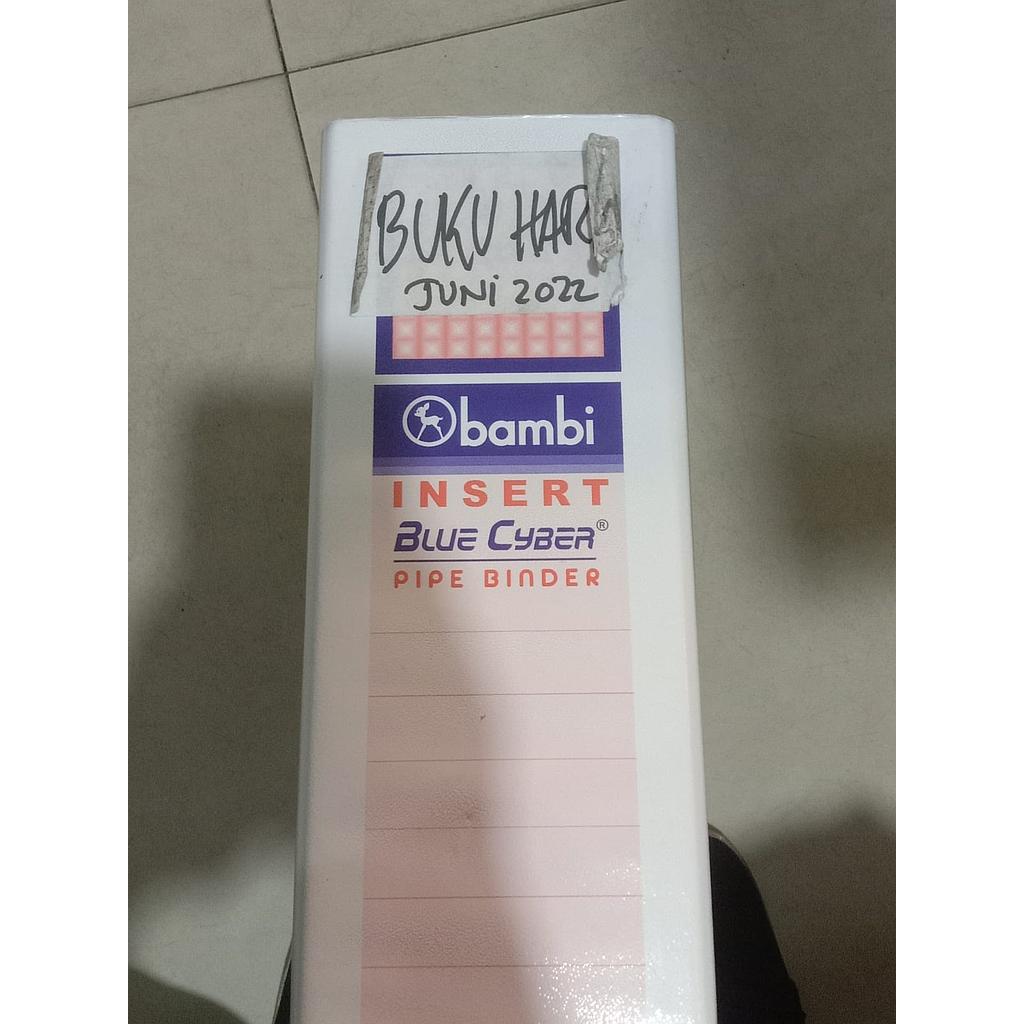 BUKU HAR
JUNI 2022
bambi
INSERT
BLUE CYBER®
PIPE BINDER